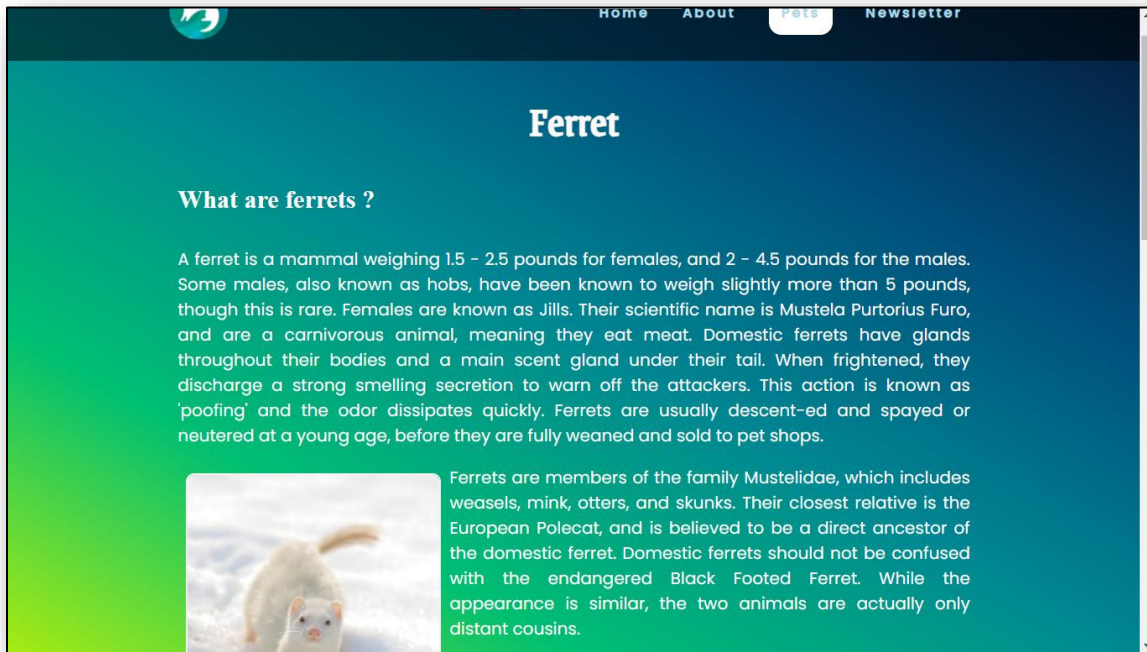 Home About Pets Newsletter
Ferret
What are ferrets ?
A ferret is a mammal weighing 1.5 - 2.5 pounds for females, and 2 - 4.5 pounds for the males.
Some males, also known as hobs, have been known to weigh slightly more than 5 pounds,
though this is rare. Females are known as Jills. Their scientific name is Mustela Purtorius Furo,
and are a carnivorous animal, meaning they eat meat. Domestic ferrets have glands
throughout their bodies and a main scent gland under their tail. When frightened, they
discharge a strong smelling secretion to warn off the attackers. This action is known as
'poofing' and the odor dissipates quickly. Ferrets are usually descent-ed and spayed or
neutered at a young age, before they are fully weaned and sold to pet shops.
Ferrets are members of the family Mustelidae, which includes
weasels, mink, otters, and skunks. Their closest relative is the
European Polecat, and is believed to be a direct ancestor of
the domestic ferret. Domestic ferrets should not be confused
with the endangered Black Footed Ferret. While the
appearance is similar, the two animals are actually only
distant cousins.